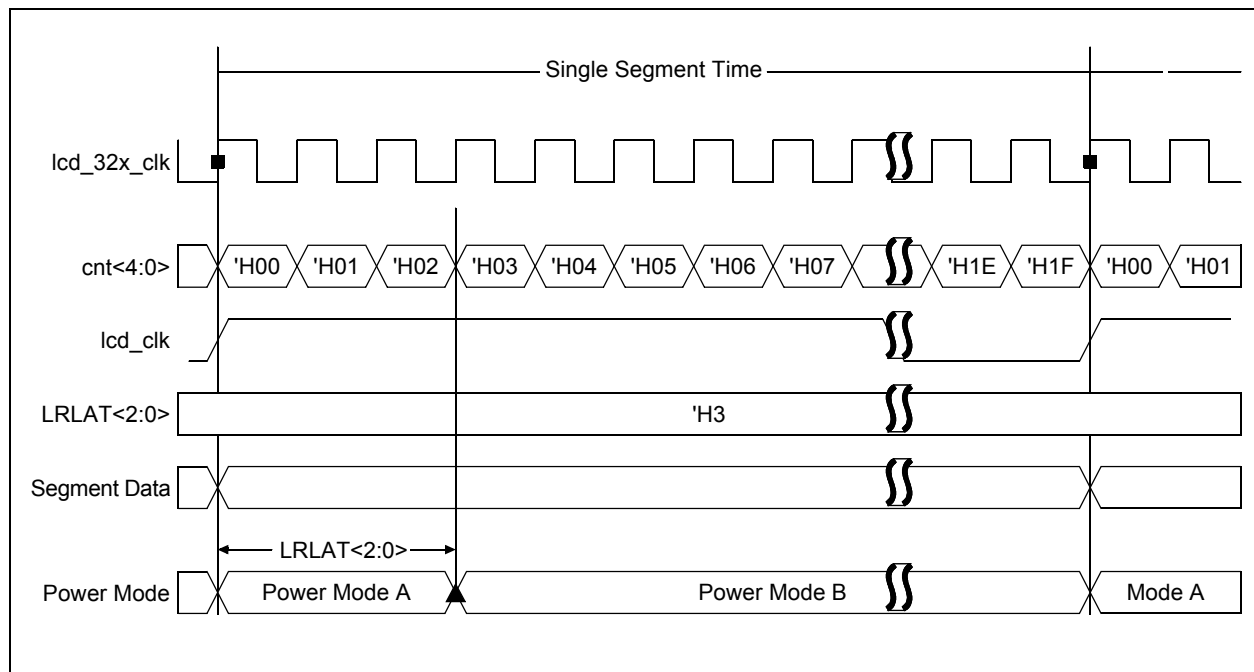 Single Segment Time
lcd_32x_clk
cnt<4:0> 'H00 'H01 'H02 'H03 'H04 'H05 'H06 'H07 'H1E 'H1F 'H00 'H01
lcd_clk
LRLAT<2:0> 'H3
Segment Data
LRLAT<2:0>
Power Mode Power Mode A Power Mode B Mode A